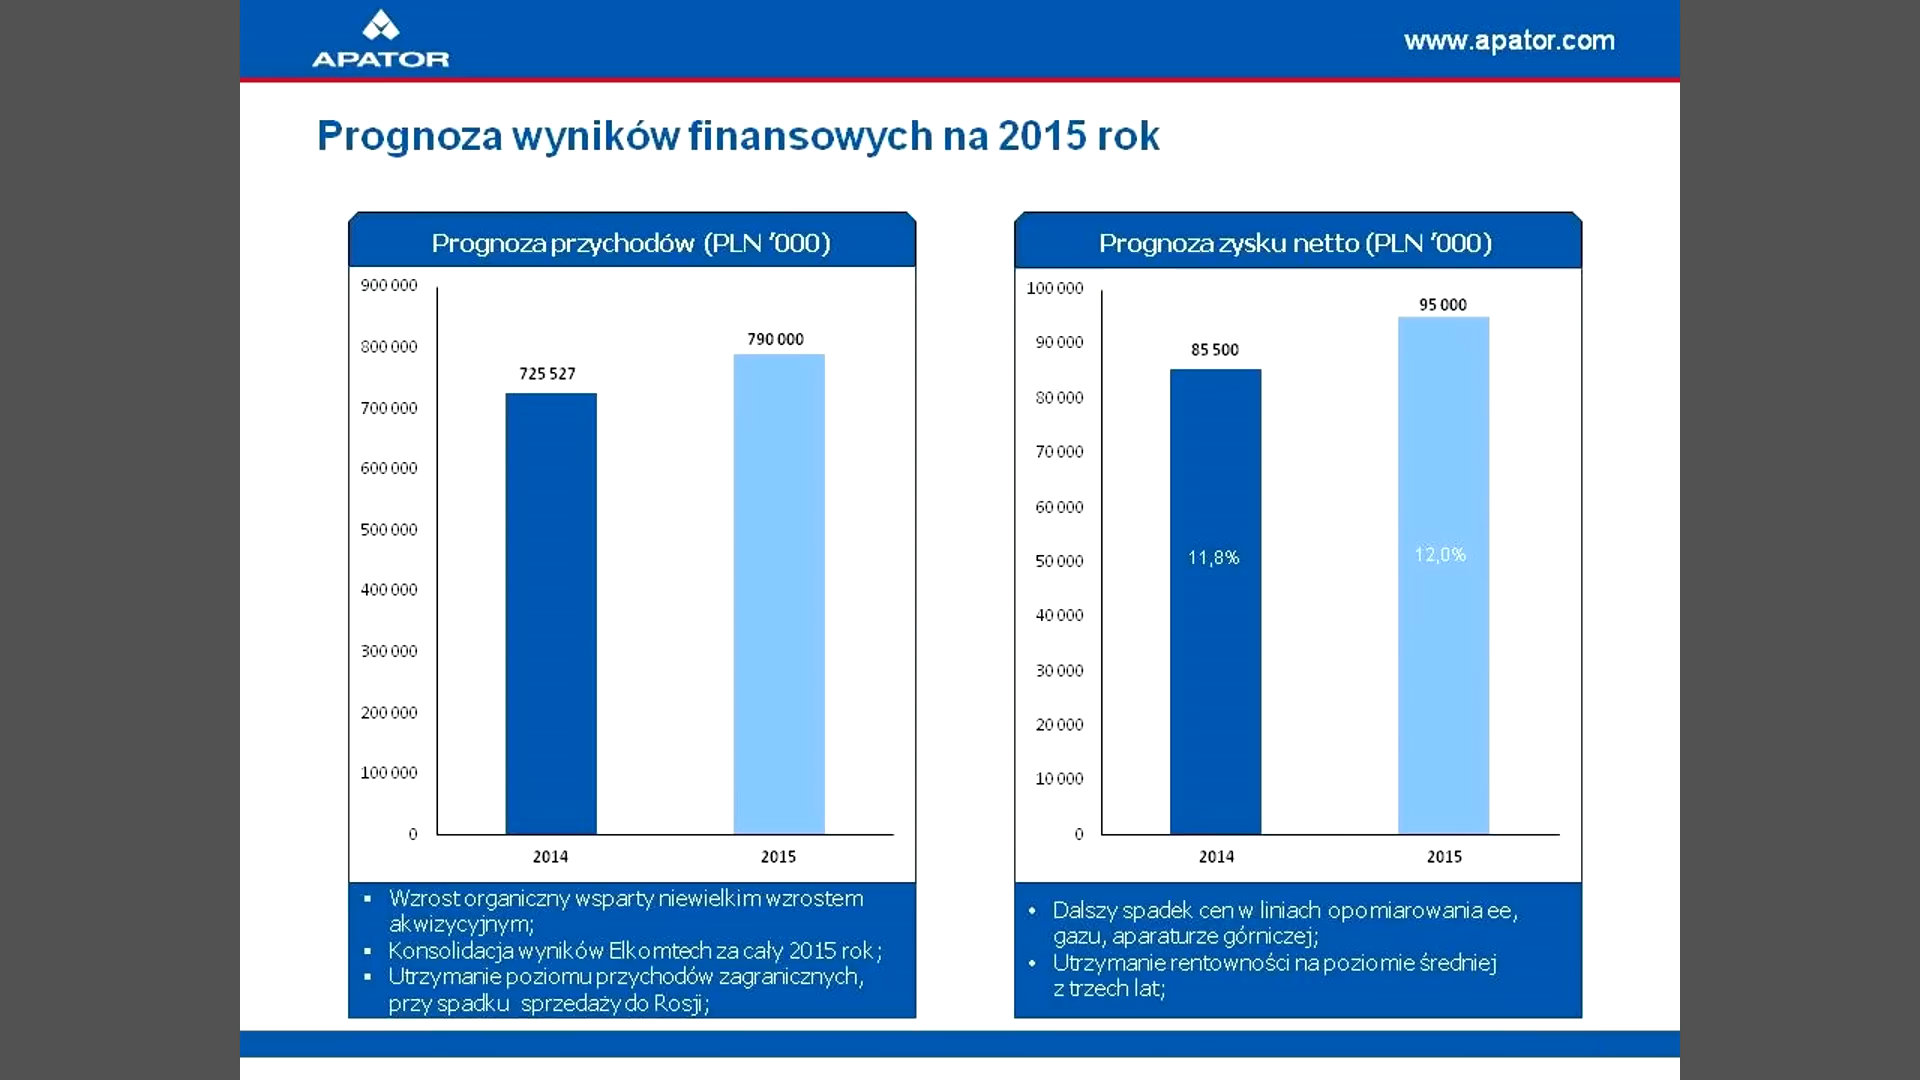 APATOR
www.apator.com
Prognoza wyników finansowych na 2015 rok
Prognoza przychodów (PLN '000)
900 000
800 000
700 000
600 000
500 000
400 000
300 000
200 000
100 000
0
725 527
790 000
2014
2015
▪ Wzrost organiczny wsparty niewielkim wzrostem
akwizycyjnym;
▪ Konsolidacja wyników Elkomtech za cały 2015 rok;
▪ Utrzymanie poziomu przychodów zagranicznych,
przy spadku sprzedaży do Rosji;
Prognoza zysku netto (PLN '000)
100 000
90 000
80 000
70 000
60 000
50 000
40 000
30 000
20 000
10 000
0
85 500
95 000
11,8%
12,0%
2014
2015
• Dalszy spadek cen w liniach opomiarowania ee,
gazu, aparaturze górniczej;
• Utrzymanie rentowności na poziomie średniej
z trzech lat;